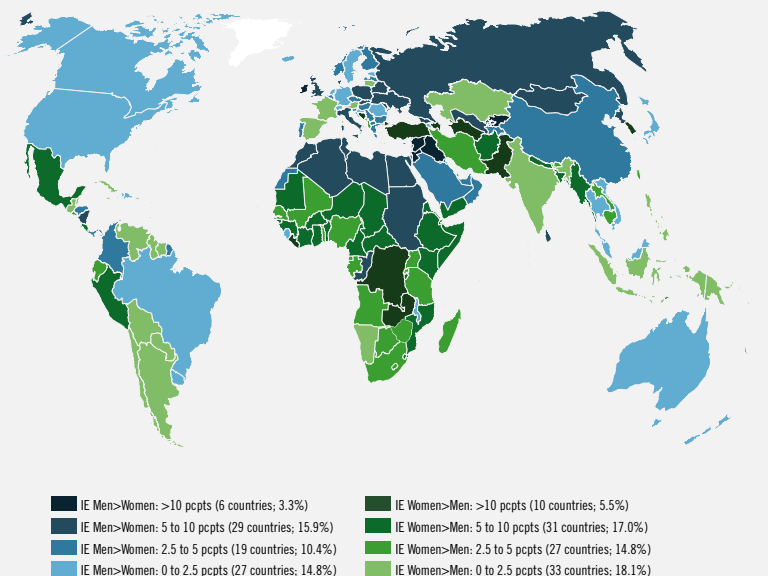 IE Men>Women: >10 pcpts (6 countries; 3.3%)
IE Men>Women: 5 to 10 pcpts (29 countries; 15.9%)
IE Men>Women: 2.5 to 5 pcpts (19 countries; 10.4%)
IE Men>Women: 0 to 2.5 pcpts (27 countries; 14.8%)
IE Women>Men: >10 pcpts (10 countries; 5.5%)
IE Women>Men: 5 to 10 pcpts (31 countries; 17.0%)
IE Women>Men: 2.5 to 5 pcpts (27 countries; 14.8%)
IE Women>Men: 0 to 2.5 pcpts (33 countries; 18.1%)